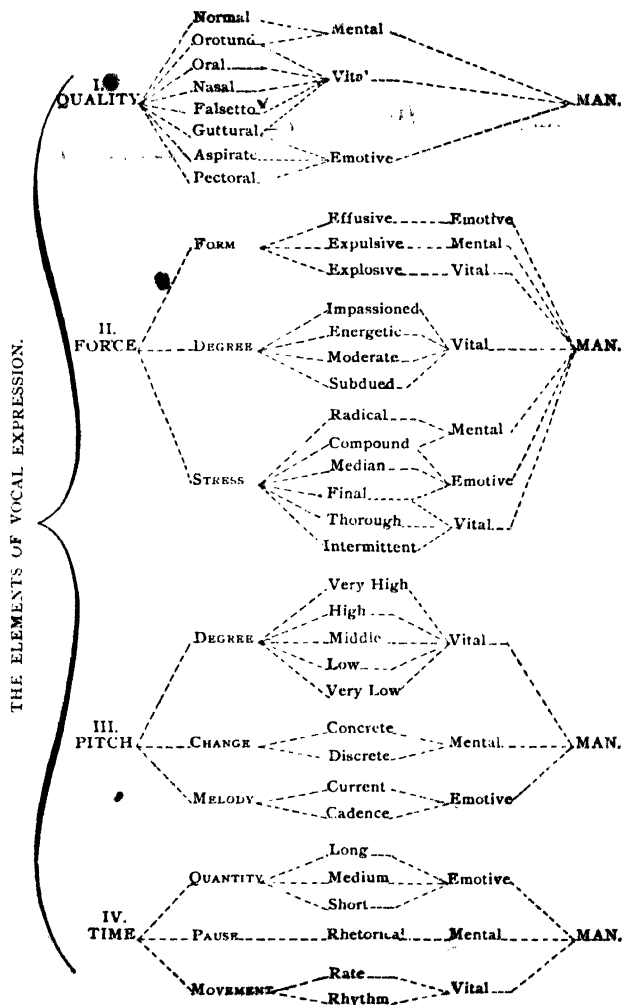 THE ELEMENTS OF VOCAL EXPRESSION.
I.
QUALITY
Normal
Orotund
Oral
Nasal
Falsetto
Guttural
Aspirate
Pectoral
Mental
Vital
Emotive
MAN.
II.
FORCE
FORM
Effusive Emotive
Expulsive Mental
Explosive Vital
DEGREE
Impassioned
Energetic
Moderate
Subdued
Vital
MAN.
STRESS
Radical
Compound
Median
Final
Thorough
Intermittent
Mental
Emotive
Vital
III.
PITCH
DEGREE
Very High
High
Middle
Low
Very Low
Vital
CHANGE
Concrete
Discrete
Mental
MAN.
MELODY
Current
Cadence
Emotive
IV.
TIME
QUANTITY
Long
Medium
Short
Emotive
PAUSE Rhetorical Mental MAN.
MOVEMENT
Rate
Rhythm
Vital